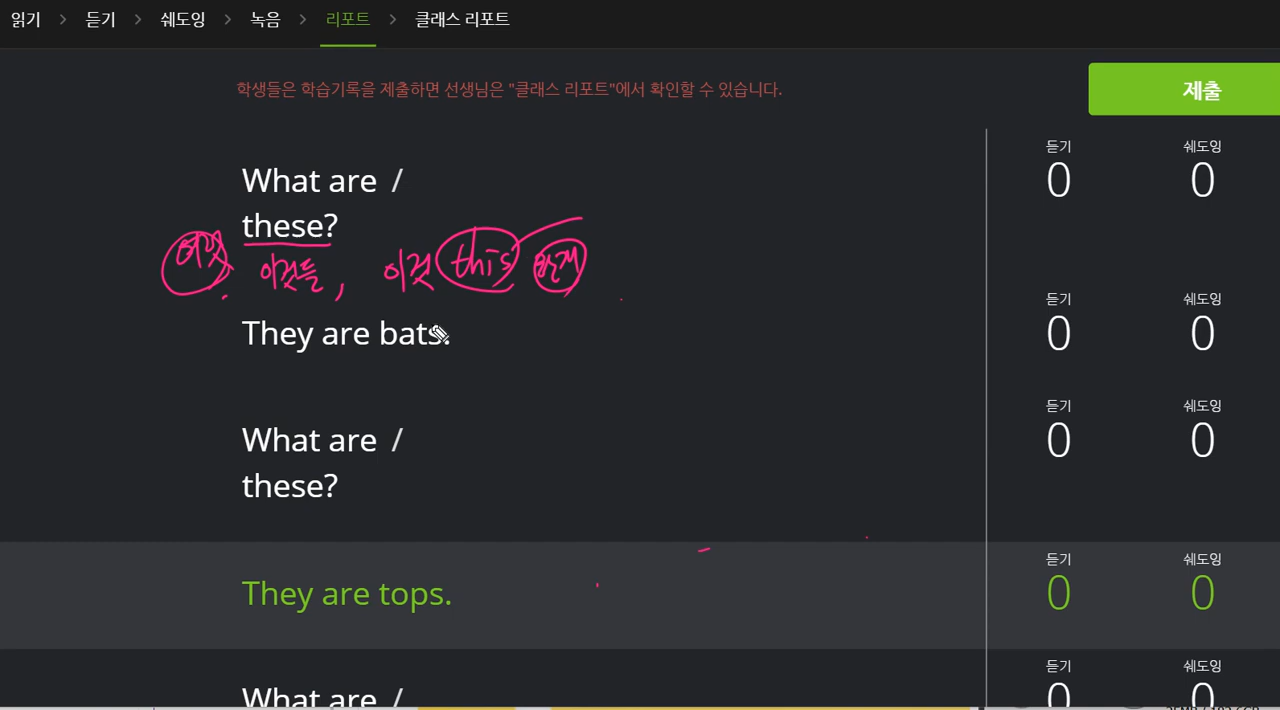 읽기 > 듣기 > 쉐도잉 > 녹음 > 리포트 > 클래스 리포트
학생들은 학습기록을 제출하면 선생님은 "클래스 리포트"에서 확인할 수 있습니다.
제출
듣기 쉐도잉
What are / 0 0
these?
이것들, 이것 this
듣기 쉐도잉
They are bats. 0 0
듣기 쉐도잉
What are / 0 0
these?
듣기 쉐도잉
They are tops. 0 0
듣기 쉐도잉
What are / 0 0